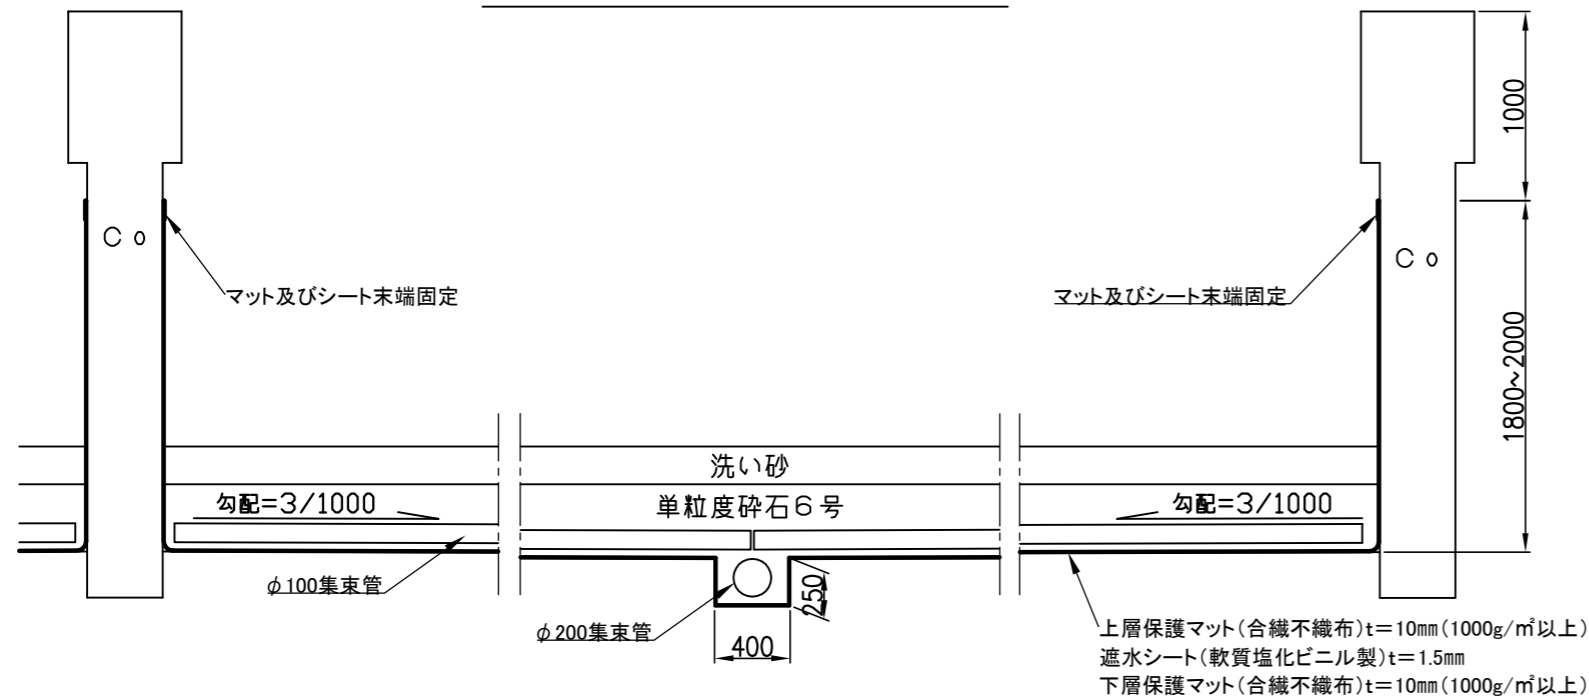 1000
Ｃｏ
Ｃｏ
マット及びシート末端固定
マット及びシート末端固定
1800~2000
洗い砂
勾配=3/1000
単粒度砕石６号
勾配=3/1000
φ100集束管
φ200集束管
250
400
上層保護マット(合繊不織布)t=10㎜(1000g/㎡以上)
遮水シート(軟質塩化ビニル製)t=1.5㎜
下層保護マット(合繊不織布)t=10㎜(1000g/㎡以上)